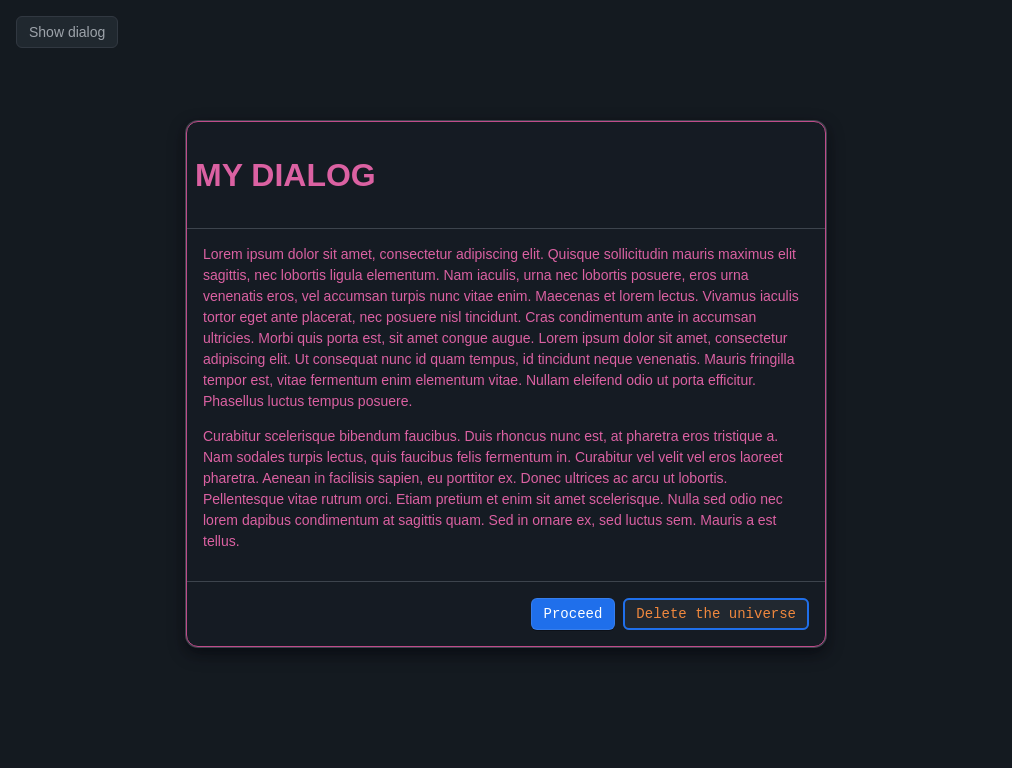 Show dialog
MY DIALOG
Lorem ipsum dolor sit amet, consectetur adipiscing elit. Quisque sollicitudin mauris maximus elit
sagittis, nec lobortis ligula elementum. Nam iaculis, urna nec lobortis posuere, eros urna
venenatis eros, vel accumsan turpis nunc vitae enim. Maecenas et lorem lectus. Vivamus iaculis
tortor eget ante placerat, nec posuere nisl tincidunt. Cras condimentum ante in accumsan
ultricies. Morbi quis porta est, sit amet congue augue. Lorem ipsum dolor sit amet, consectetur
adipiscing elit. Ut consequat nunc id quam tempus, id tincidunt neque venenatis. Mauris fringilla
tempor est, vitae fermentum enim elementum vitae. Nullam eleifend odio ut porta efficitur.
Phasellus luctus tempus posuere.
Curabitur scelerisque bibendum faucibus. Duis rhoncus nunc est, at pharetra eros tristique a.
Nam sodales turpis lectus, quis faucibus felis fermentum in. Curabitur vel velit vel eros laoreet
pharetra. Aenean in facilisis sapien, eu porttitor ex. Donec ultrices ac arcu ut lobortis.
Pellentesque vitae rutrum orci. Etiam pretium et enim sit amet scelerisque. Nulla sed odio nec
lorem dapibus condimentum at sagittis quam. Sed in ornare ex, sed luctus sem. Mauris a est
tellus.
Proceed
Delete the universe